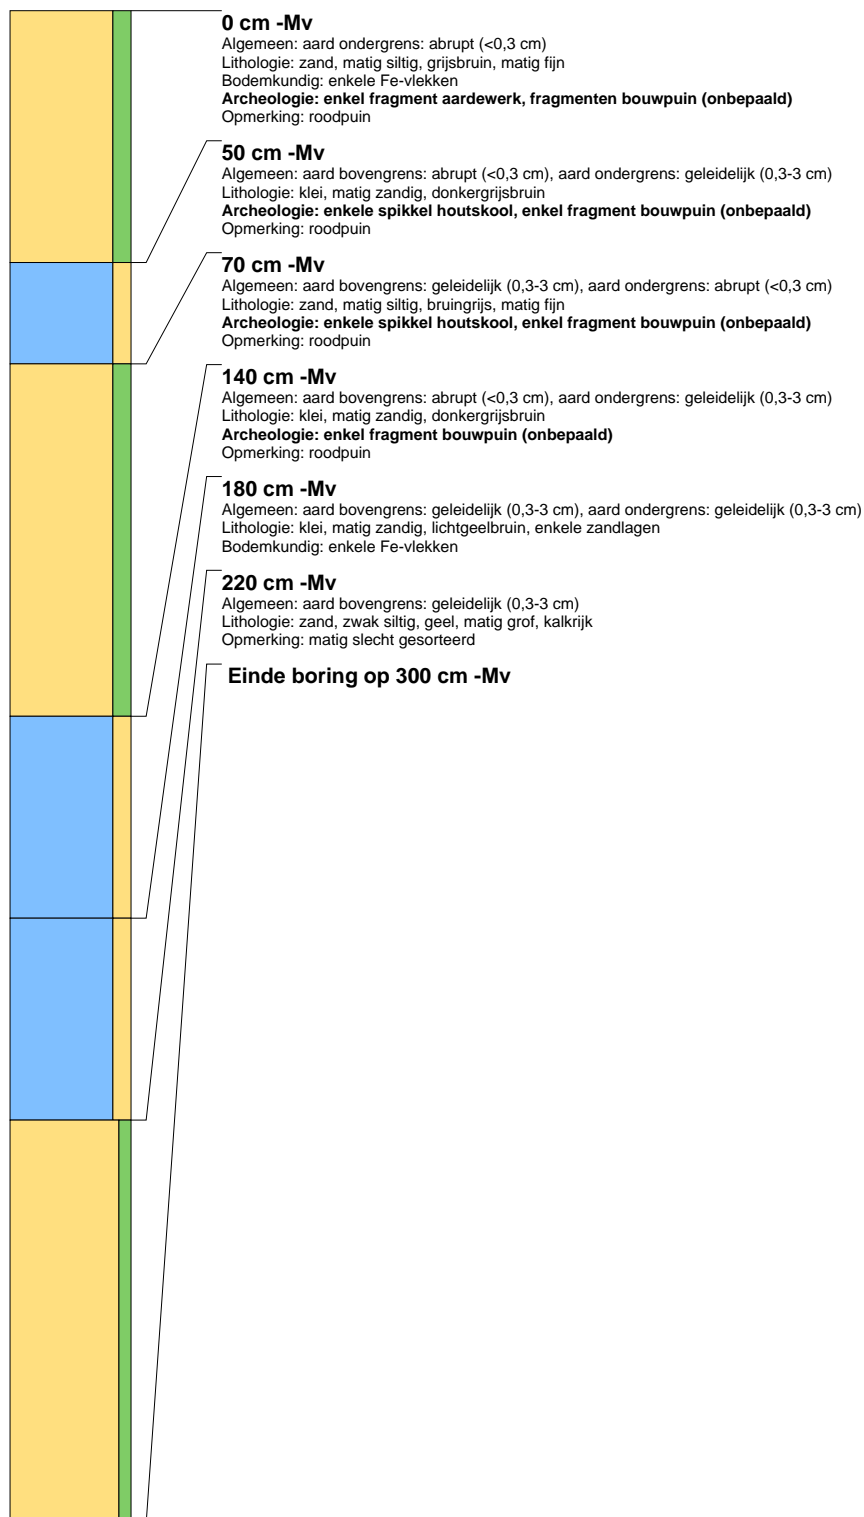 0 cm -Mv
Algemeen: aard ondergrens: abrupt (<0,3 cm)
Lithologie: zand, matig siltig, grijsbruin, matig fijn
Bodemkundig: enkele Fe-vlekken
Archeologie: enkel fragment aardewerk, fragmenten bouwpuin (onbepaald)
Opmerking: roodpuin
50 cm -Mv
Algemeen: aard bovengrens: abrupt (<0,3 cm), aard ondergrens: geleidelijk (0,3-3 cm)
Lithologie: klei, matig zandig, donkergrijsbruin
Archeologie: enkele spikkel houtskool, enkel fragment bouwpuin (onbepaald)
Opmerking: roodpuin
70 cm -Mv
Algemeen: aard bovengrens: geleidelijk (0,3-3 cm), aard ondergrens: abrupt (<0,3 cm)
Lithologie: zand, matig siltig, bruingrijs, matig fijn
Archeologie: enkele spikkel houtskool, enkel fragment bouwpuin (onbepaald)
Opmerking: roodpuin
140 cm -Mv
Algemeen: aard bovengrens: abrupt (<0,3 cm), aard ondergrens: geleidelijk (0,3-3 cm)
Lithologie: klei, matig zandig, donkergrijsbruin
Archeologie: enkel fragment bouwpuin (onbepaald)
Opmerking: roodpuin
180 cm -Mv
Algemeen: aard bovengrens: geleidelijk (0,3-3 cm), aard ondergrens: geleidelijk (0,3-3 cm)
Lithologie: klei, matig zandig, lichtgeelbruin, enkele zandlagen
Bodemkundig: enkele Fe-vlekken
220 cm -Mv
Algemeen: aard bovengrens: geleidelijk (0,3-3 cm)
Lithologie: zand, zwak siltig, geel, matig grof, kalkrijk
Opmerking: matig slecht gesorteerd
Einde boring op 300 cm -Mv